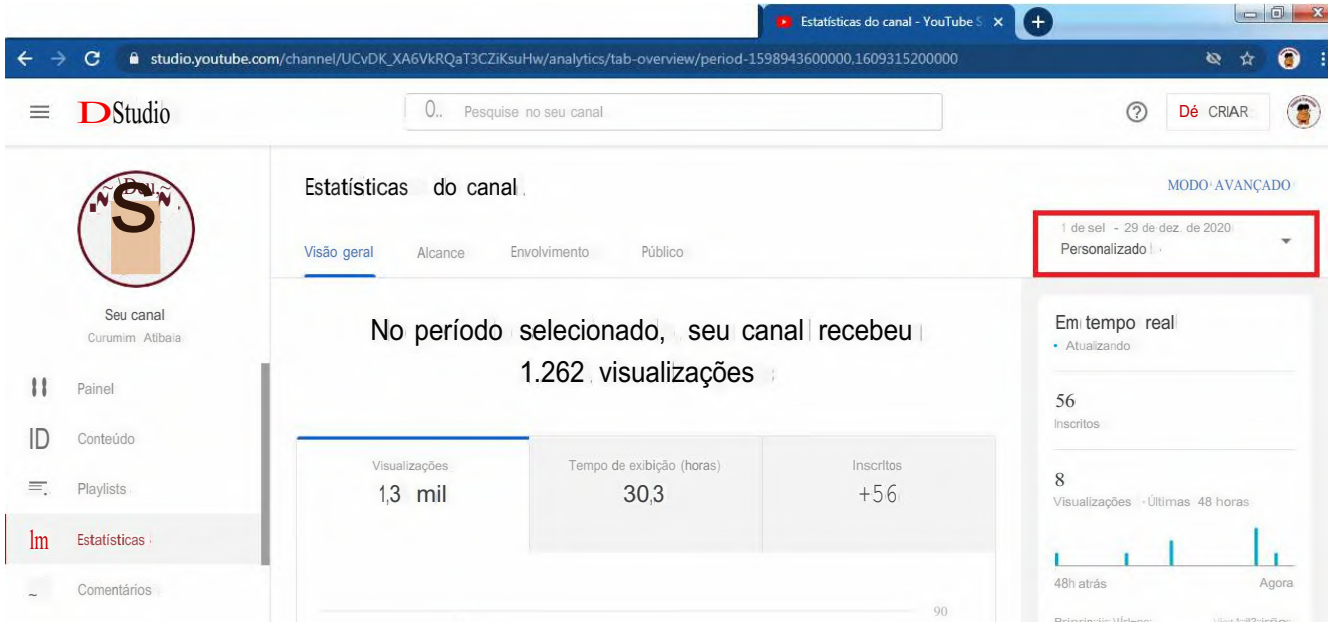 Estatísticas do canal - YouTube S
studio.youtube.com/channel/UCvDK_XA6VkRQaT3CZiKsuHw/analytics/tab-overview/period-1598943600000,1609315200000
DStudio
0.. Pesquise no seu canal
Dé CRIAR
S
Seu canal
Curumim Atibaia
Painel
ID Conteúdo
Playlists
lm Estatísticas
Comentários
Estatísticas do canal
MODO AVANÇADO
Visão geral Alcance Envolvimento Público
1 de sel - 29 de dez. de 2020
Personalizado
No período selecionado, seu canal recebeu
1.262 visualizações
Visualizações
1,3 mil
Tempo de exibição (horas)
30,3
Inscritos
+56
90
Em tempo real
• Atualizando
56
Inscritos
8
Visualizações · Últimas 48 horas
48h atrás Agora